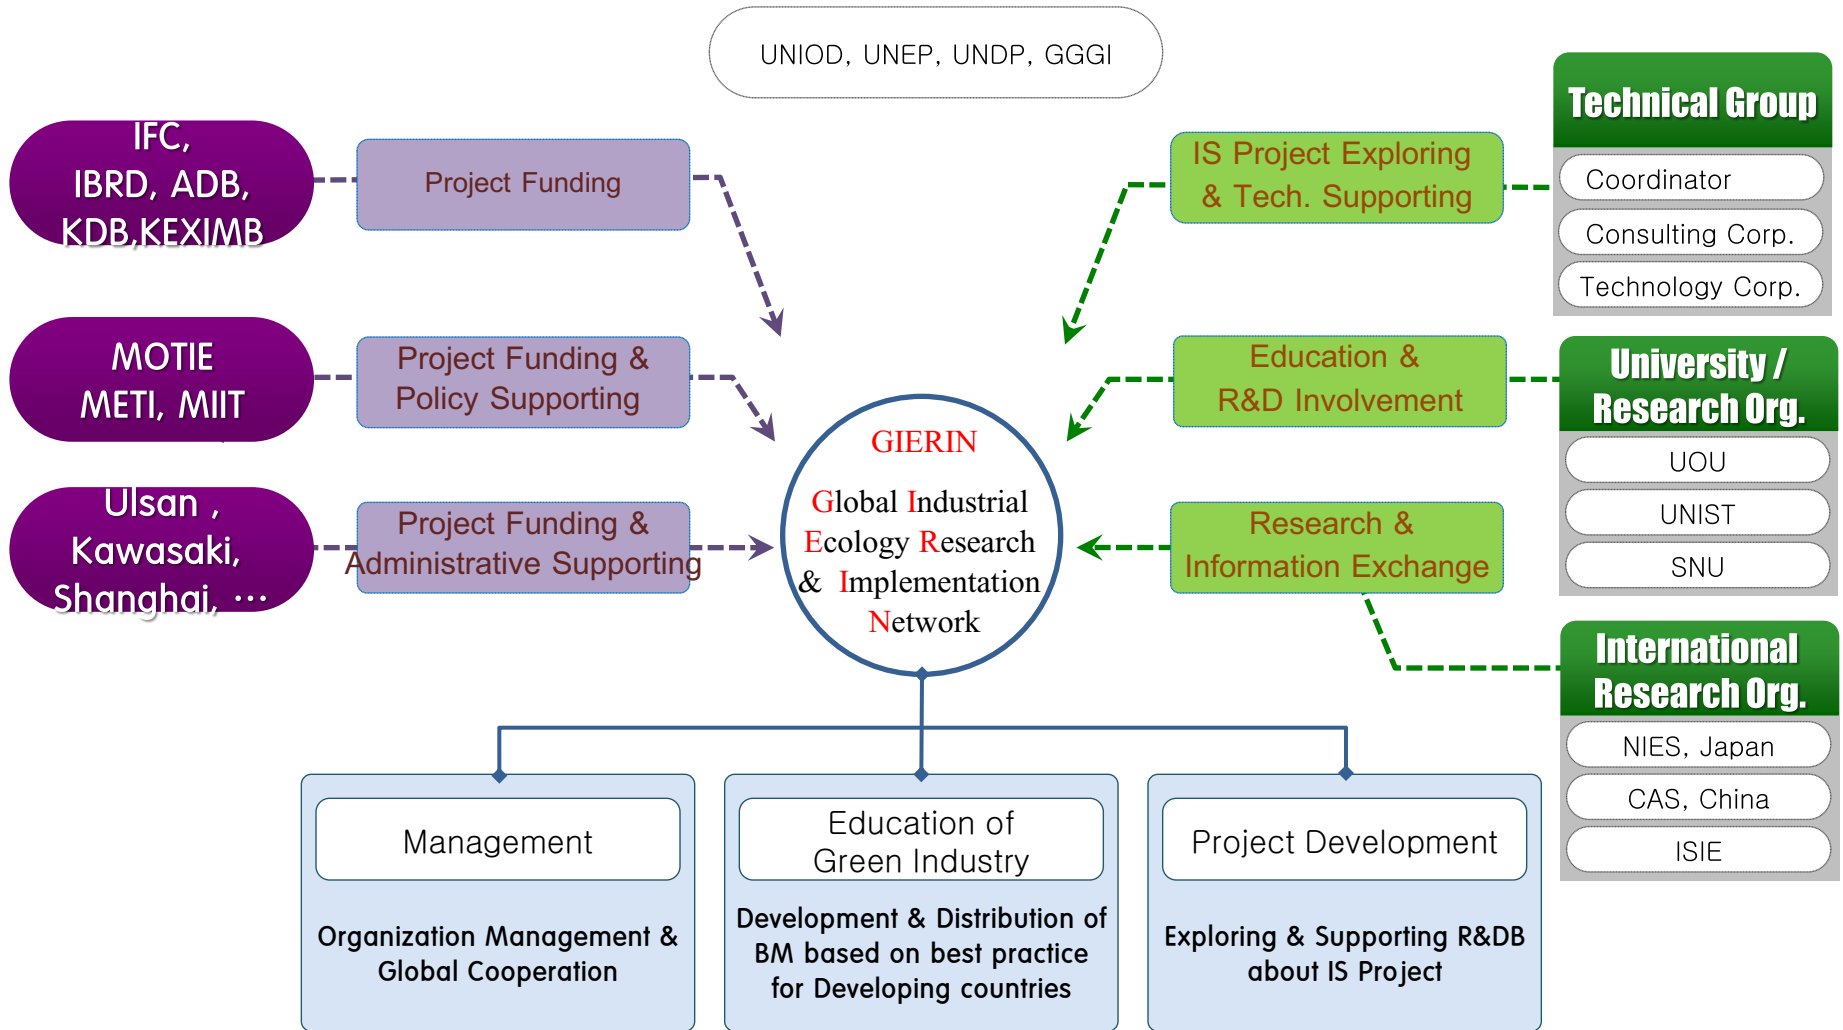 UNIOD, UNEP, UNDP, GGGI
IFC,
IBRD, ADB,
KDB,KEXIMB
Project Funding
MOTIE
METI, MIIT
Project Funding &
Policy Supporting
Ulsan ,
Kawasaki,
Shanghai, ···
Project Funding &
Administrative Supporting
GIERIN
Global Industrial
Ecology Research
& Implementation
Network
IS Project Exploring
& Tech. Supporting
Education &
R&D Involvement
Research &
Information Exchange
Technical Group
Coordinator
Consulting Corp.
Technology Corp.
University /
Research Org.
UOU
UNIST
SNU
International
Research Org.
NIES, Japan
CAS, China
ISIE
Management
Organization Management &
Global Cooperation
Education of
Green Industry
Development & Distribution of
BM based on best practice
for Developing countries
Project Development
Exploring & Supporting R&DB
about IS Project